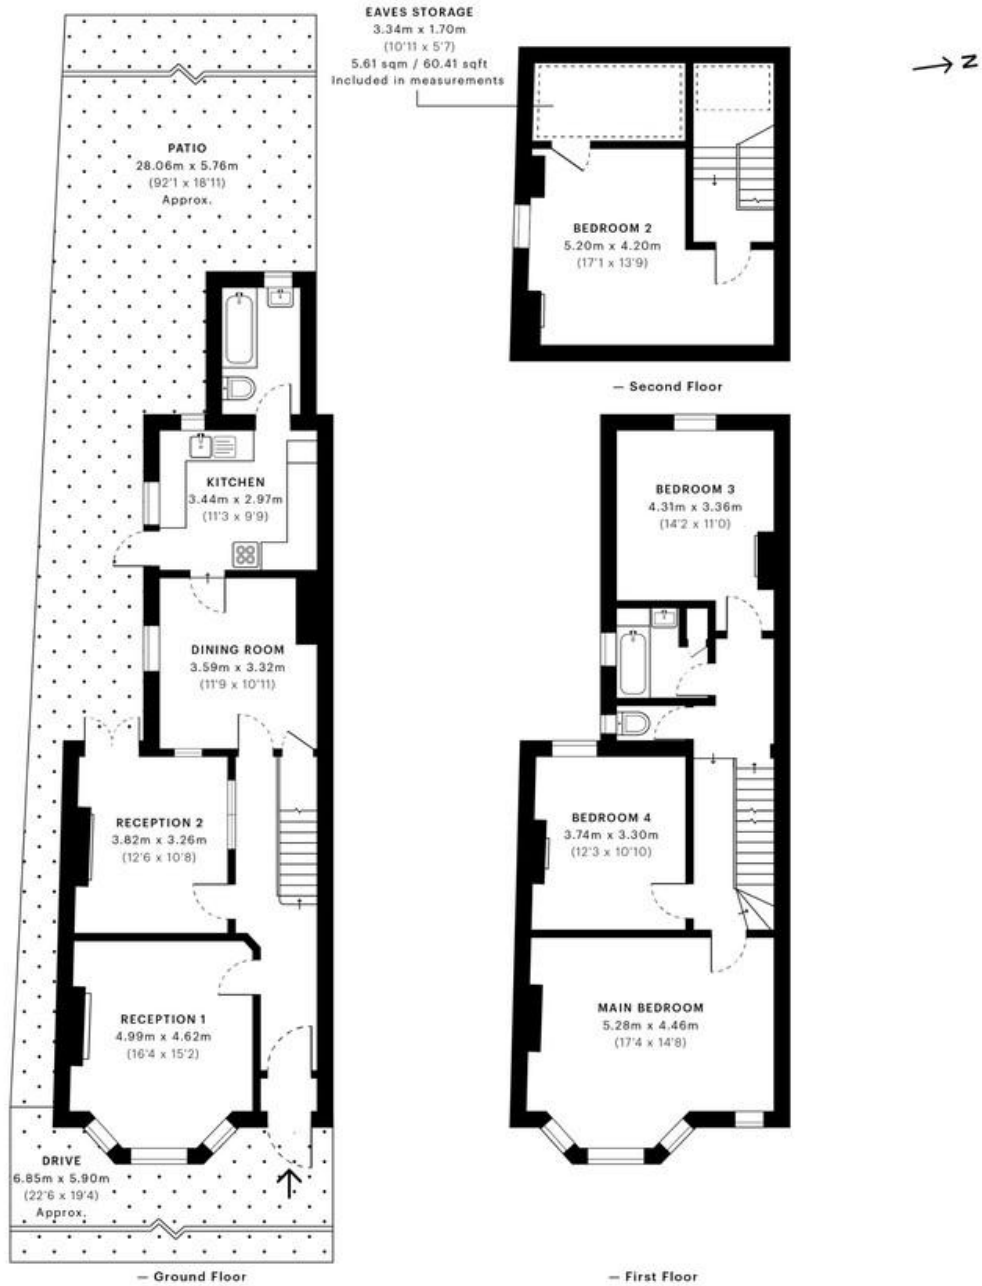 EAVES STORAGE
3.34m x 1.70m
(10'11 x 5'7)
5.61 sqm / 60.41 sqft
Included in measurements
N
PATIO
28.06m x 5.76m
(92'1 x 18'11)
Approx.
BEDROOM 2
5.20m x 4.20m
(17'1 x 13'9)
— Second Floor
KITCHEN
3.44m x 2.97m
(11'3 x 9'9)
BEDROOM 3
4.31m x 3.36m
(14'2 x 11'0)
DINING ROOM
3.59m x 3.32m
(11'9 x 10'11)
RECEPTION 2
3.82m x 3.26m
(12'6 x 10'8)
BEDROOM 4
3.74m x 3.30m
(12'3 x 10'10)
RECEPTION 1
4.99m x 4.62m
(16'4 x 15'2)
MAIN BEDROOM
5.28m x 4.46m
(17'4 x 14'8)
DRIVE
6.85m x 5.90m
(22'6 x 19'4)
Approx.
— Ground Floor
— First Floor